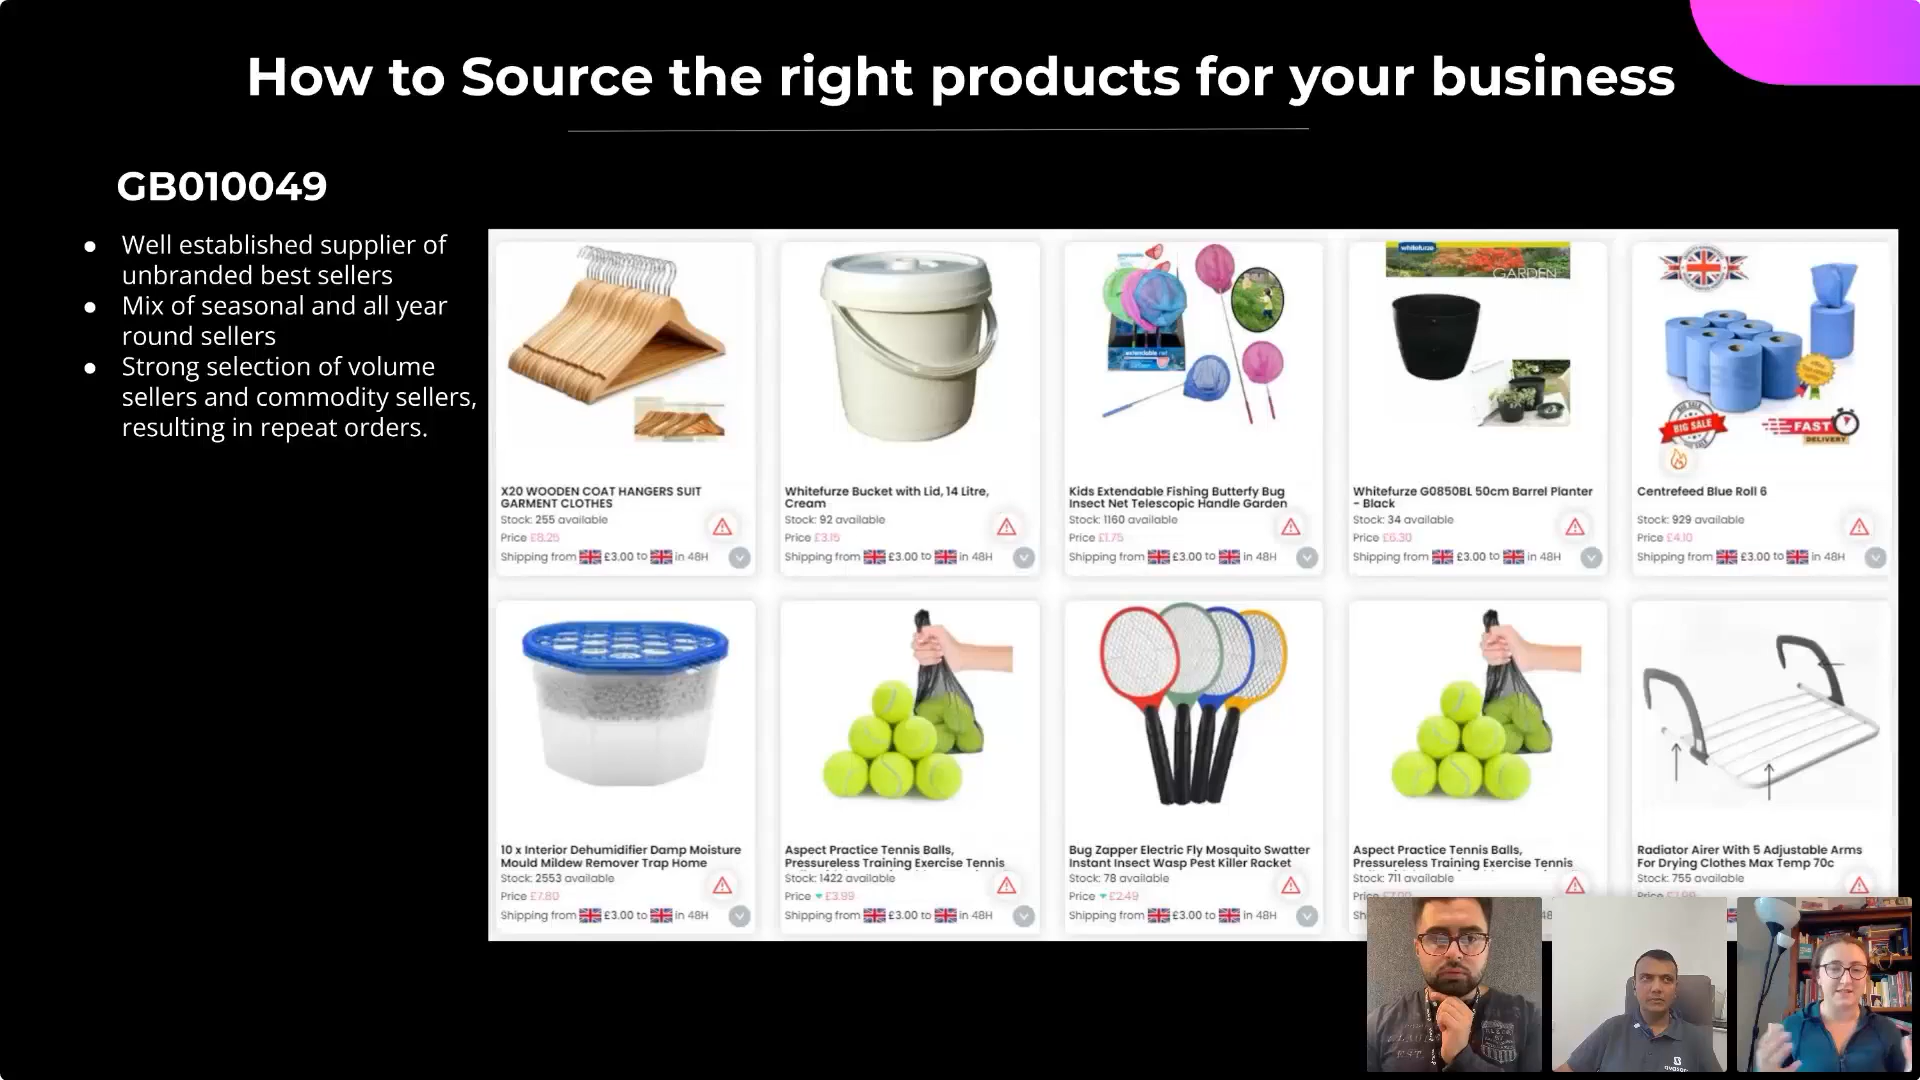 How to Source the right products for your business
GB010049
● Well established supplier of
unbranded best sellers
● Mix of seasonal and all year
round sellers
● Strong selection of volume
sellers and commodity sellers,
resulting in repeat orders.
whitefurze
GARDEN
extendable net
BIG SALE
FAST
DELIVERY
X20 WOODEN COAT HANGERS SUIT
GARMENT CLOTHES
Stock: 255 available
Price £8.25
Shipping from £3.00 to in 48H
Whitefurze Bucket with Lid, 14 Litre,
Cream
Stock: 92 available
Price £3.15
Shipping from £3.00 to in 48H
Kids Extendable Fishing Butterfy Bug
Insect Net Telescopic Handle Garden
Stock: 1160 available
Price £1.75
Shipping from £3.00 to in 48H
Whitefurze G0850BL 50cm Barrel Planter
- Black
Stock: 34 available
Price £6.30
Shipping from £3.00 to in 48H
Centrefeed Blue Roll 6
Stock: 929 available
Price £4.10
Shipping from £3.00 to in 48H
10 x Interior Dehumidifier Damp Moisture
Mould Mildew Remover Trap Home
Stock: 2553 available
Price £7.80
Shipping from £3.00 to in 48H
Aspect Practice Tennis Balls,
Pressureless Training Exercise Tennis
Stock: 1422 available
Price £3.99
Shipping from £3.00 to in 48H
Bug Zapper Electric Fly Mosquito Swatter
Instant Insect Wasp Pest Killer Racket
Stock: 78 available
Price £2.49
Shipping from £3.00 to in 48H
Aspect Practice Tennis Balls,
Pressureless Training Exercise Tennis
Stock: 711 available
Price
Radiator Airer With 5 Adjustable Arms
For Drying Clothes Max Temp 70c
Stock: 755 available